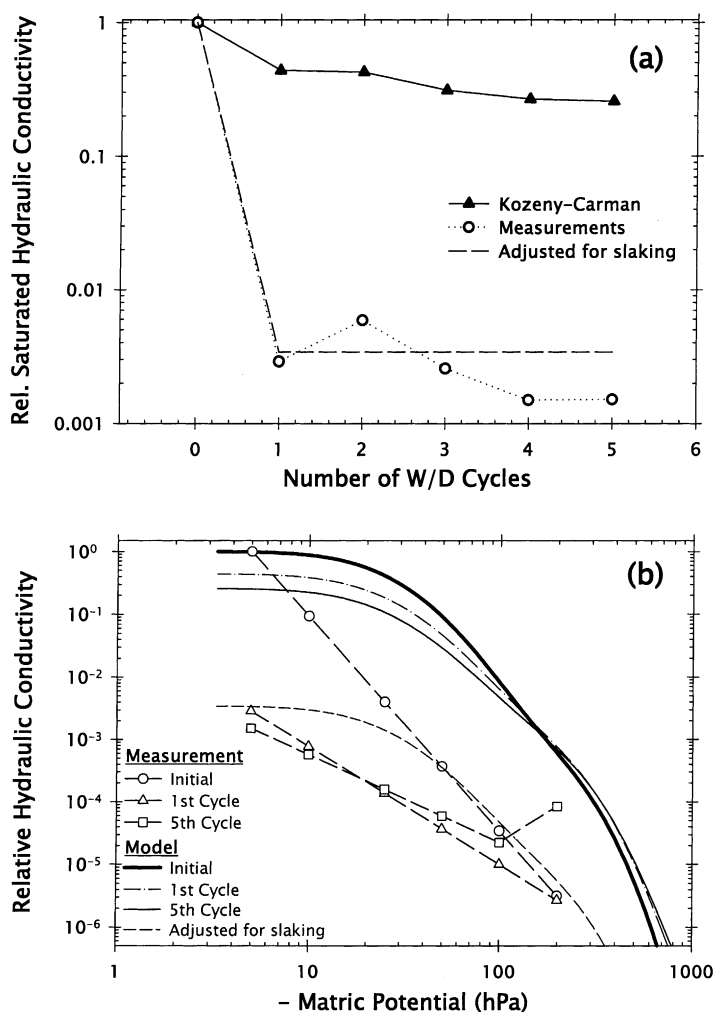 (a)
Rel. Saturated Hydraulic Conductivity
1
0.1
0.01
0.001
Kozeny-Carman
Measurements
Adjusted for slaking
0 1 2 3 4 5 6
Number of W/D Cycles
(b)
Relative Hydraulic Conductivity
10⁰
10⁻¹
10⁻²
10⁻³
10⁻⁴
10⁻⁵
10⁻⁶
Measurement
Initial
1st Cycle
5th Cycle
Model
Initial
1st Cycle
5th Cycle
Adjusted for slaking
1 10 100 1000
- Matric Potential (hPa)